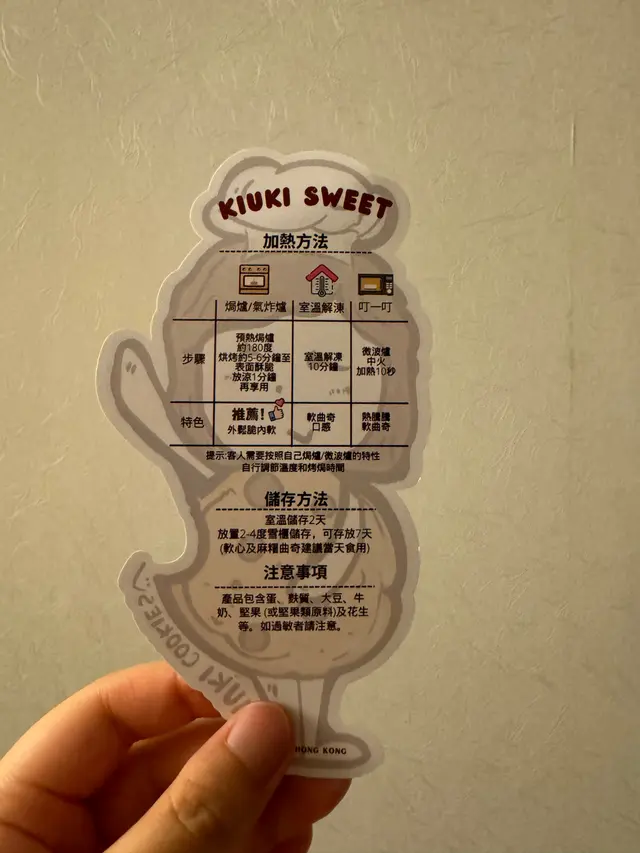 KIUKI SWEET
加熱方法
焗爐/氣炸爐
室溫解凍
叮一叮
步驟
預熱焗爐
約180度
烘烤約5-6分鐘至
表面酥脆
放涼1分鐘
再享用
室溫解凍
10分鐘
微波爐
中火
加熱10秒
特色
推薦!
外鬆脆內軟
軟曲奇
口感
熱騰騰
軟曲奇
提示:客人需要按照自己焗爐/微波爐的特性
自行調節溫度和烤焗時間
儲存方法
室溫儲存2天
放置2-4度雪櫃儲存，可存放7天
(軟心及麻糬曲奇建議當天食用)
注意事項
產品包含蛋、麩質、大豆、牛
奶、堅果 (或堅果類原料)及花生
等。如過敏者請注意。
COOKIES
HONG KONG